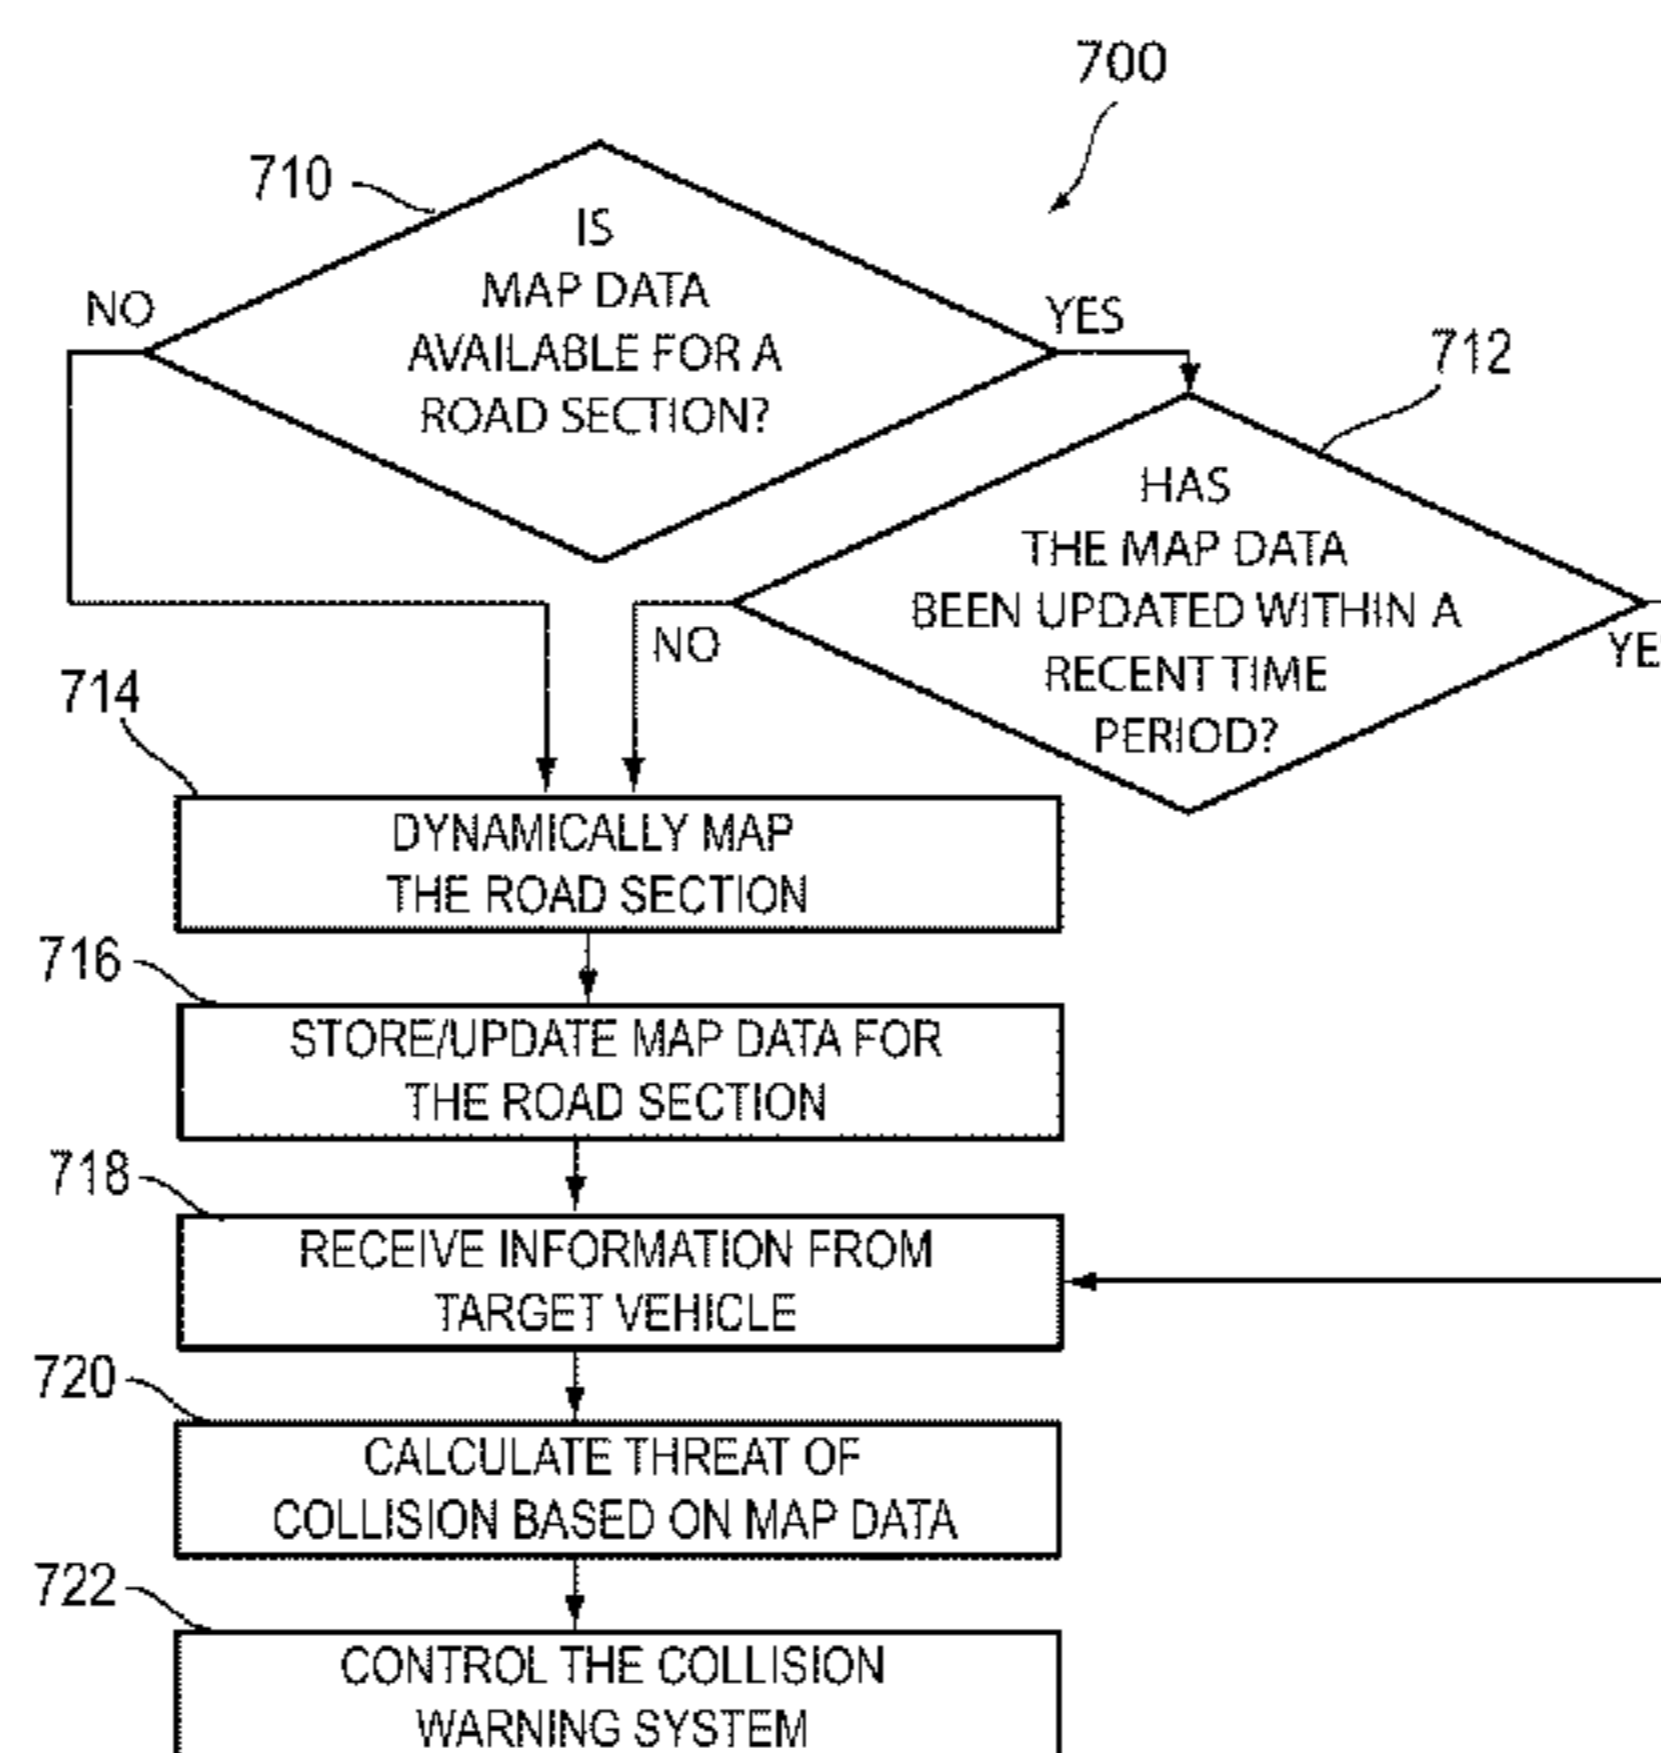 700
710
IS
MAP DATA
AVAILABLE FOR A
ROAD SECTION?
NO
YES
712
HAS
THE MAP DATA
BEEN UPDATED WITHIN A
RECENT TIME
PERIOD?
NO
YE
714
DYNAMICALLY MAP
THE ROAD SECTION
716
STORE/UPDATE MAP DATA FOR
THE ROAD SECTION
718
RECEIVE INFORMATION FROM
TARGET VEHICLE
720
CALCULATE THREAT OF
COLLISION BASED ON MAP DATA
722
CONTROL THE COLLISION
WARNING SYSTEM